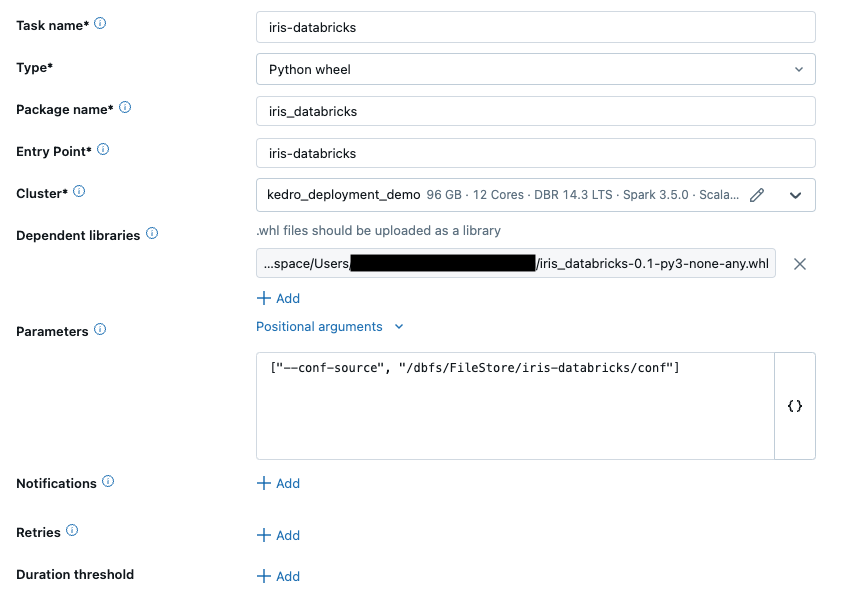 Task name*
iris-databricks
Type*
Python wheel
Package name*
iris_databricks
Entry Point*
iris-databricks
Cluster*
kedro_deployment_demo 96 GB · 12 Cores · DBR 14.3 LTS · Spark 3.5.0 · Scala...
Dependent libraries
.whl files should be uploaded as a library
...space/Users/ /iris_databricks-0.1-py3-none-any.whl
Add
Parameters
Positional arguments
["--conf-source", "/dbfs/FileStore/iris-databricks/conf"]
{}
Notifications
Add
Retries
Add
Duration threshold
Add